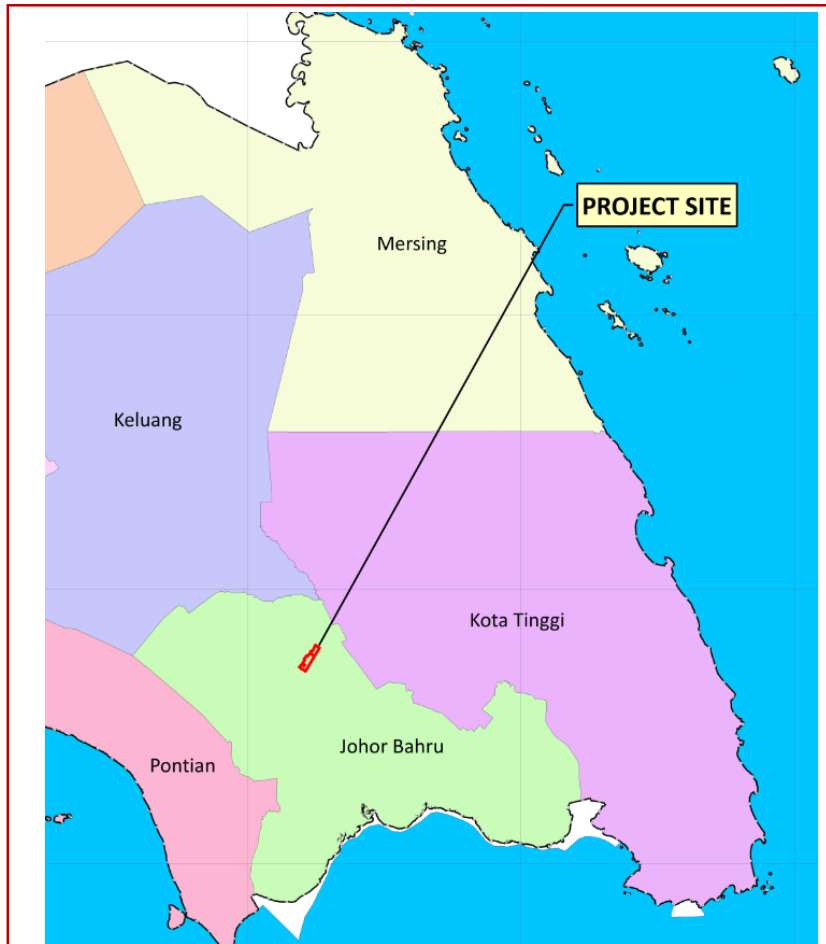 PROJECT SITE
Mersing
Keluang
Kota Tinggi
Johor Bahru
Pontian